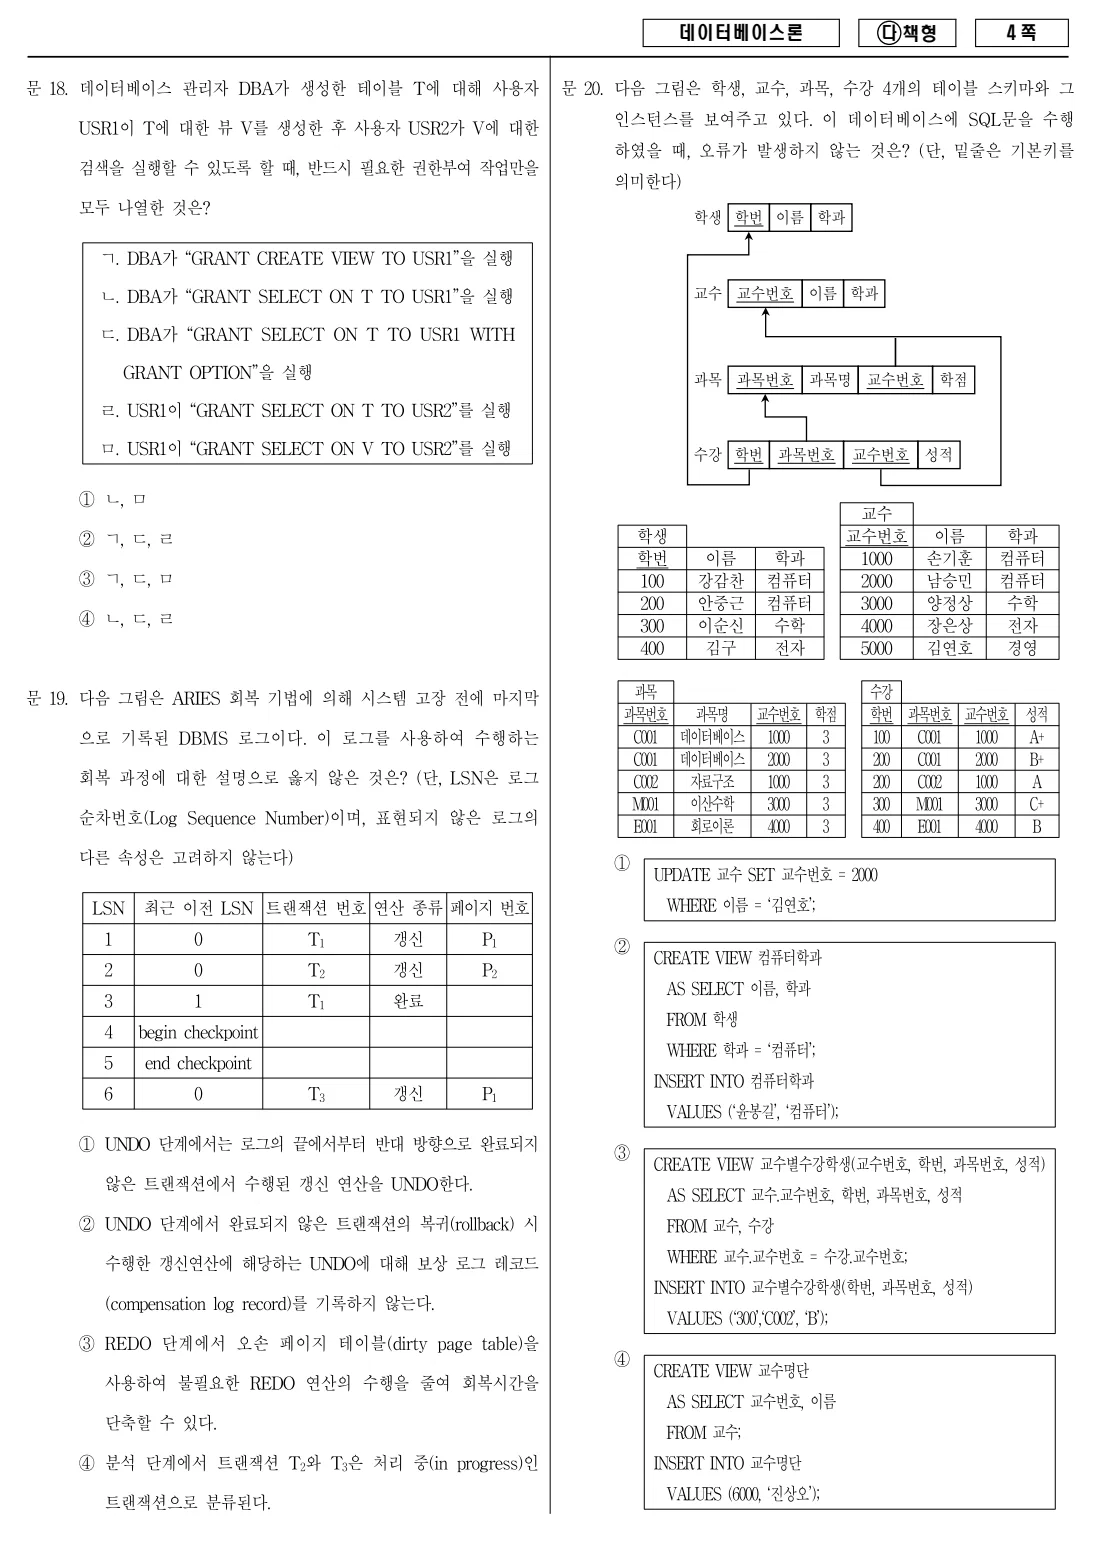 데이터베이스론 ㉰책형 4쪽
문 18. 데이터베이스 관리자 DBA가 생성한 테이블 T에 대해 사용자
USR1이 T에 대한 뷰 V를 생성한 후 사용자 USR2가 V에 대한
검색을 실행할 수 있도록 할 때, 반드시 필요한 권한부여 작업만을
모두 나열한 것은?
ㄱ. DBA가 “GRANT CREATE VIEW TO USR1”을 실행
ㄴ. DBA가 “GRANT SELECT ON T TO USR1”을 실행
ㄷ. DBA가 “GRANT SELECT ON T TO USR1 WITH
GRANT OPTION”을 실행
ㄹ. USR1이 “GRANT SELECT ON T TO USR2”를 실행
ㅁ. USR1이 “GRANT SELECT ON V TO USR2”를 실행
① ㄴ, ㅁ
② ㄱ, ㄷ, ㄹ
③ ㄱ, ㄷ, ㅁ
④ ㄴ, ㄷ, ㄹ
문 19. 다음 그림은 ARIES 회복 기법에 의해 시스템 고장 전에 마지막
으로 기록된 DBMS 로그이다. 이 로그를 사용하여 수행하는
회복 과정에 대한 설명으로 옳지 않은 것은? (단, LSN은 로그
순차번호(Log Sequence Number)이며, 표현되지 않은 로그의
다른 속성은 고려하지 않는다)
LSN 최근 이전 LSN 트랜잭션 번호 연산 종류 페이지 번호
1 0 T₁ 갱신 P₁
2 0 T₂ 갱신 P₂
3 1 T₁ 완료
4 begin checkpoint
5 end checkpoint
6 0 T₃ 갱신 P₁
① UNDO 단계에서는 로그의 끝에서부터 반대 방향으로 완료되지
않은 트랜잭션에서 수행된 갱신 연산을 UNDO한다.
② UNDO 단계에서 완료되지 않은 트랜잭션의 복귀(rollback) 시
수행한 갱신연산에 해당하는 UNDO에 대해 보상 로그 레코드
(compensation log record)를 기록하지 않는다.
③ REDO 단계에서 오손 페이지 테이블(dirty page table)을
사용하여 불필요한 REDO 연산의 수행을 줄여 회복시간을
단축할 수 있다.
④ 분석 단계에서 트랜잭션 T₂와 T₃은 처리 중(in progress)인
트랜잭션으로 분류된다.
문 20. 다음 그림은 학생, 교수, 과목, 수강 4개의 테이블 스키마와 그
인스턴스를 보여주고 있다. 이 데이터베이스에 SQL문을 수행
하였을 때, 오류가 발생하지 않는 것은? (단, 밑줄은 기본키를
의미한다)
학생 학번 이름 학과
교수 교수번호 이름 학과
과목 과목번호 과목명 교수번호 학점
수강 학번 과목번호 교수번호 성적
학생
학번 이름 학과
100 강감찬 컴퓨터
200 안중근 컴퓨터
300 이순신 수학
400 김구 전자
교수
교수번호 이름 학과
1000 손기훈 컴퓨터
2000 남승민 컴퓨터
3000 양정상 수학
4000 장은상 전자
5000 김연호 경영
과목
과목번호 과목명 교수번호 학점
C001 데이터베이스 1000 3
C001 데이터베이스 2000 3
C002 자료구조 1000 3
M001 이산수학 3000 3
E001 회로이론 4000 3
수강
학번 과목번호 교수번호 성적
100 C001 1000 A+
200 C001 2000 B+
200 C002 1000 A
300 M001 3000 C+
400 E001 4000 B
①
UPDATE 교수 SET 교수번호 = 2000
WHERE 이름 = ‘김연호’;
②
CREATE VIEW 컴퓨터학과
AS SELECT 이름, 학과
FROM 학생
WHERE 학과 = ‘컴퓨터’;
INSERT INTO 컴퓨터학과
VALUES (‘윤봉길’, ‘컴퓨터’);
③
CREATE VIEW 교수별수강학생(교수번호, 학번, 과목번호, 성적)
AS SELECT 교수.교수번호, 학번, 과목번호, 성적
FROM 교수, 수강
WHERE 교수.교수번호 = 수강.교수번호;
INSERT INTO 교수별수강학생(학번, 과목번호, 성적)
VALUES (‘300’,‘C002’, ‘B’);
④
CREATE VIEW 교수명단
AS SELECT 교수번호, 이름
FROM 교수;
INSERT INTO 교수명단
VALUES (6000, ‘진상오’);